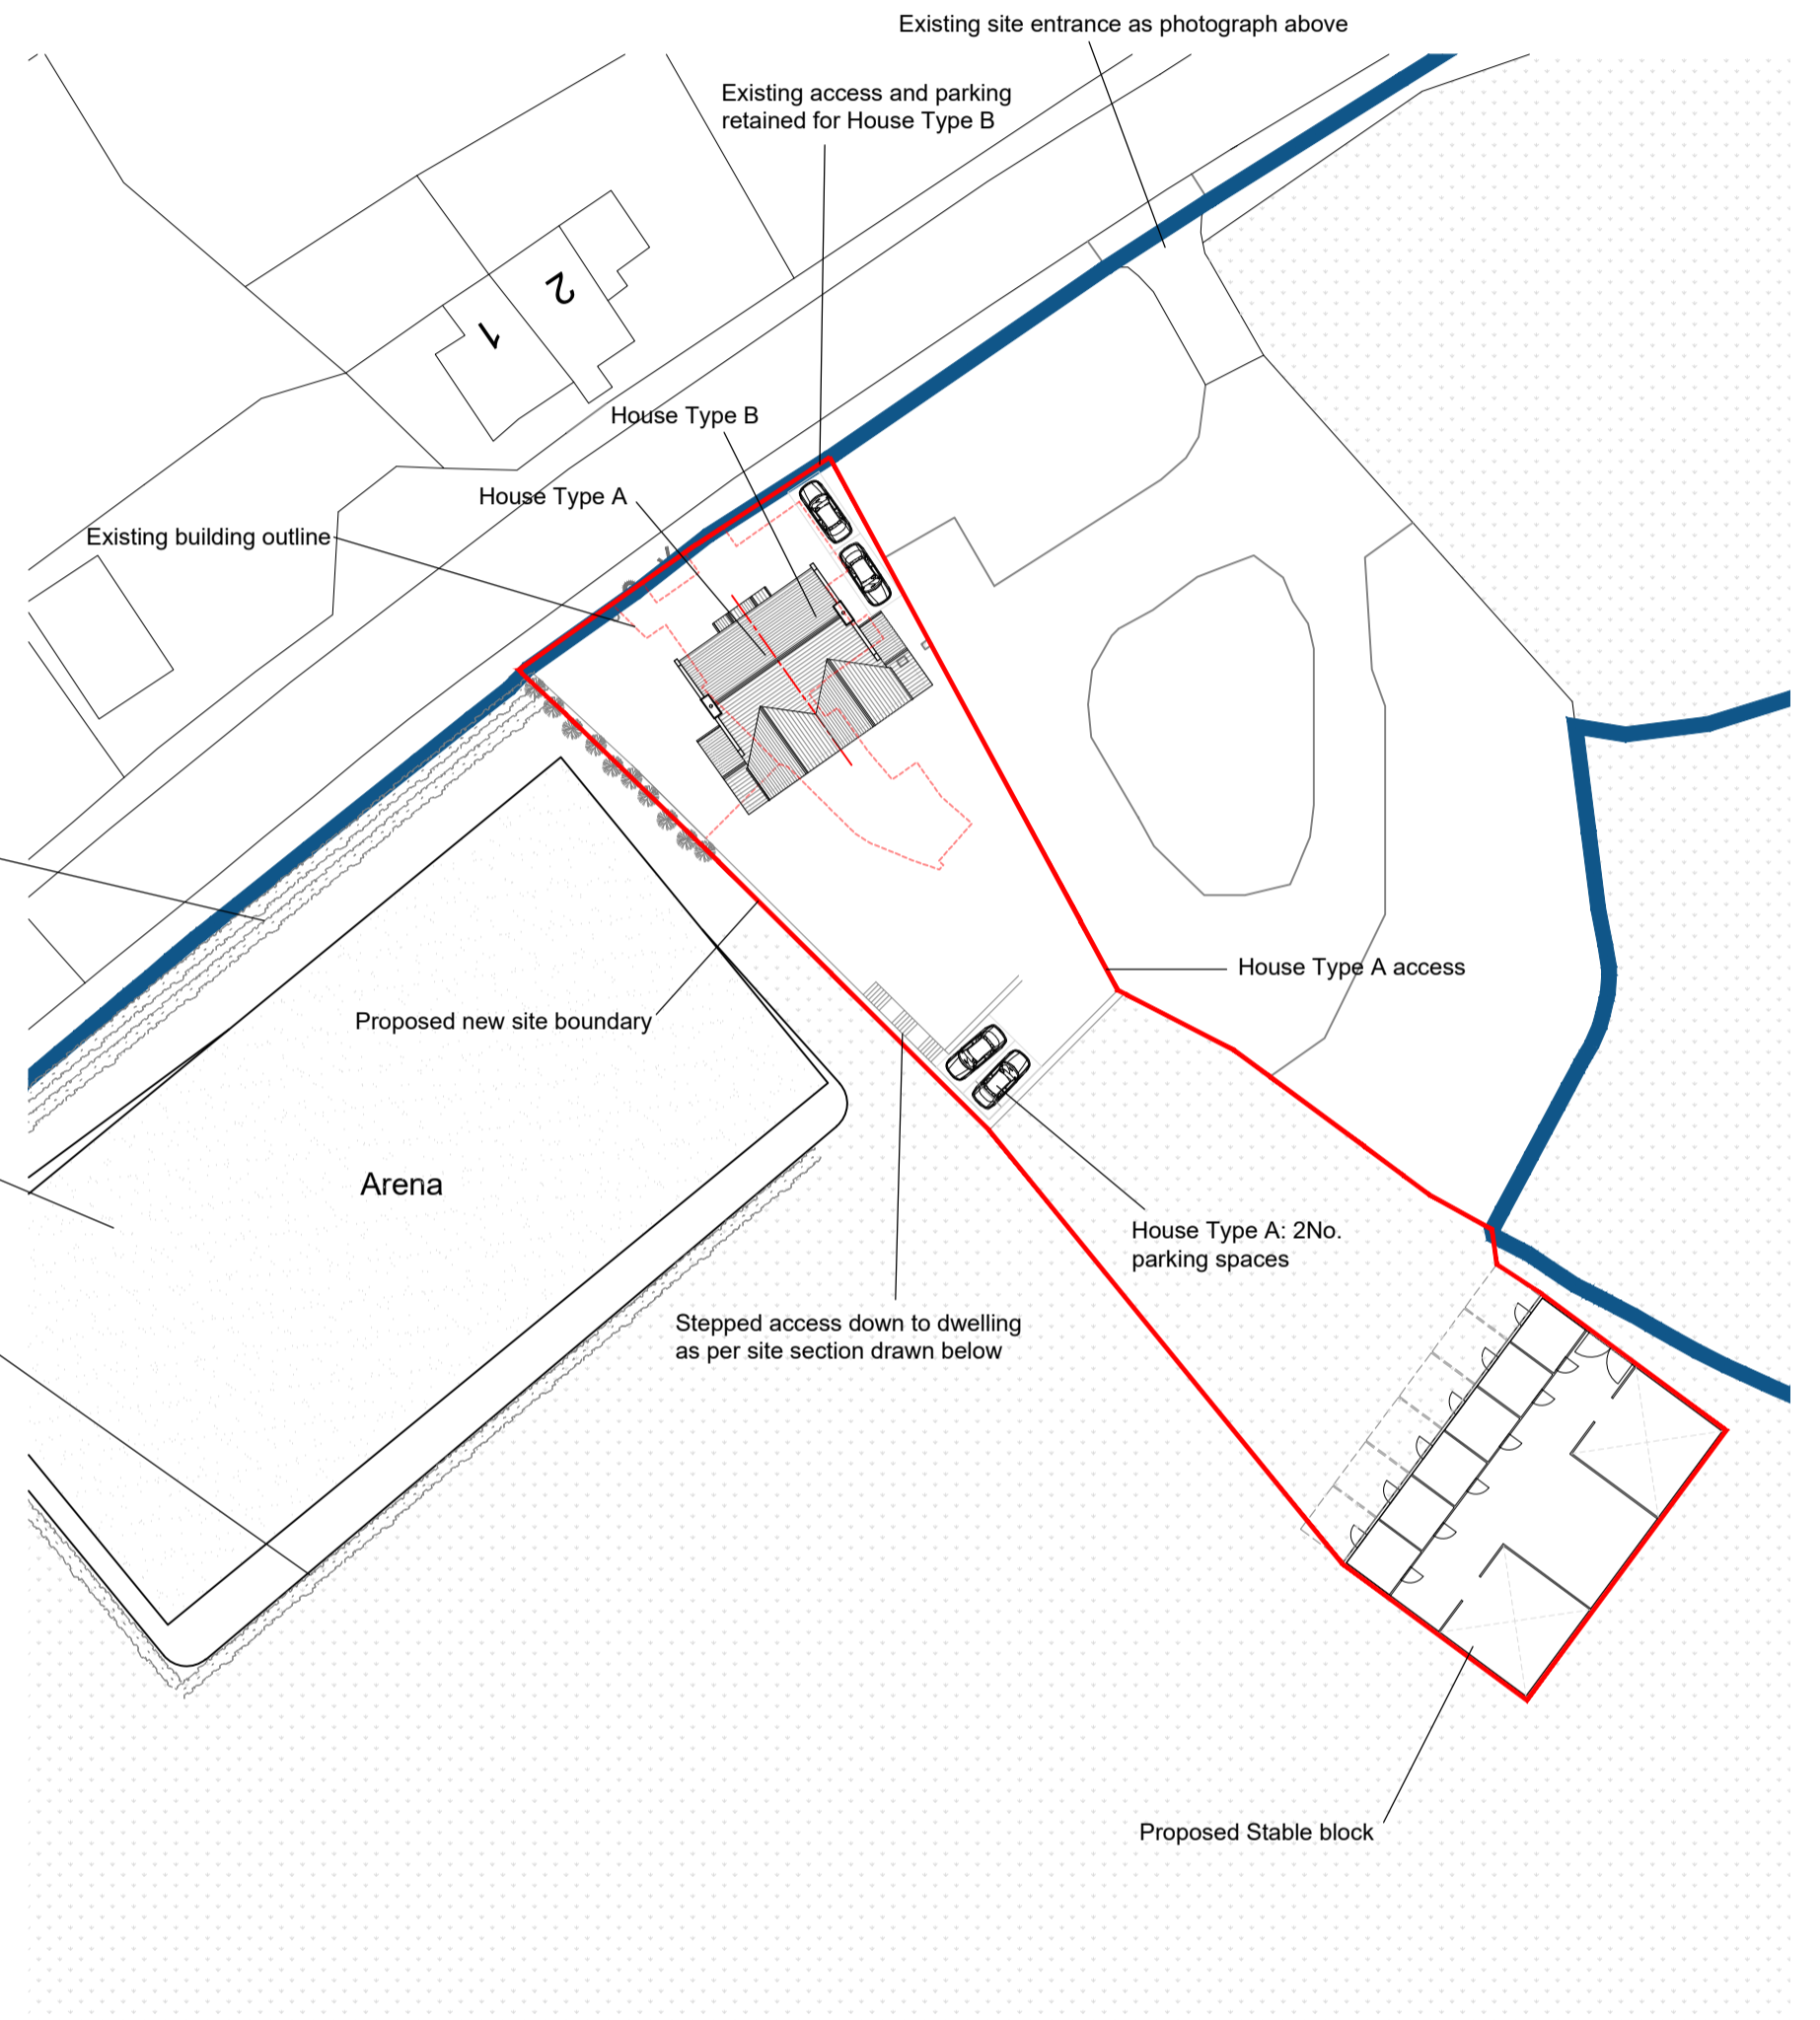 Existing site entrance as photograph above
Existing access and parking
retained for House Type B
2
1
House Type B
House Type A
Existing building outline
House Type A access
Proposed new site boundary
Arena
House Type A: 2No.
parking spaces
Stepped access down to dwelling
as per site section drawn below
Proposed Stable block